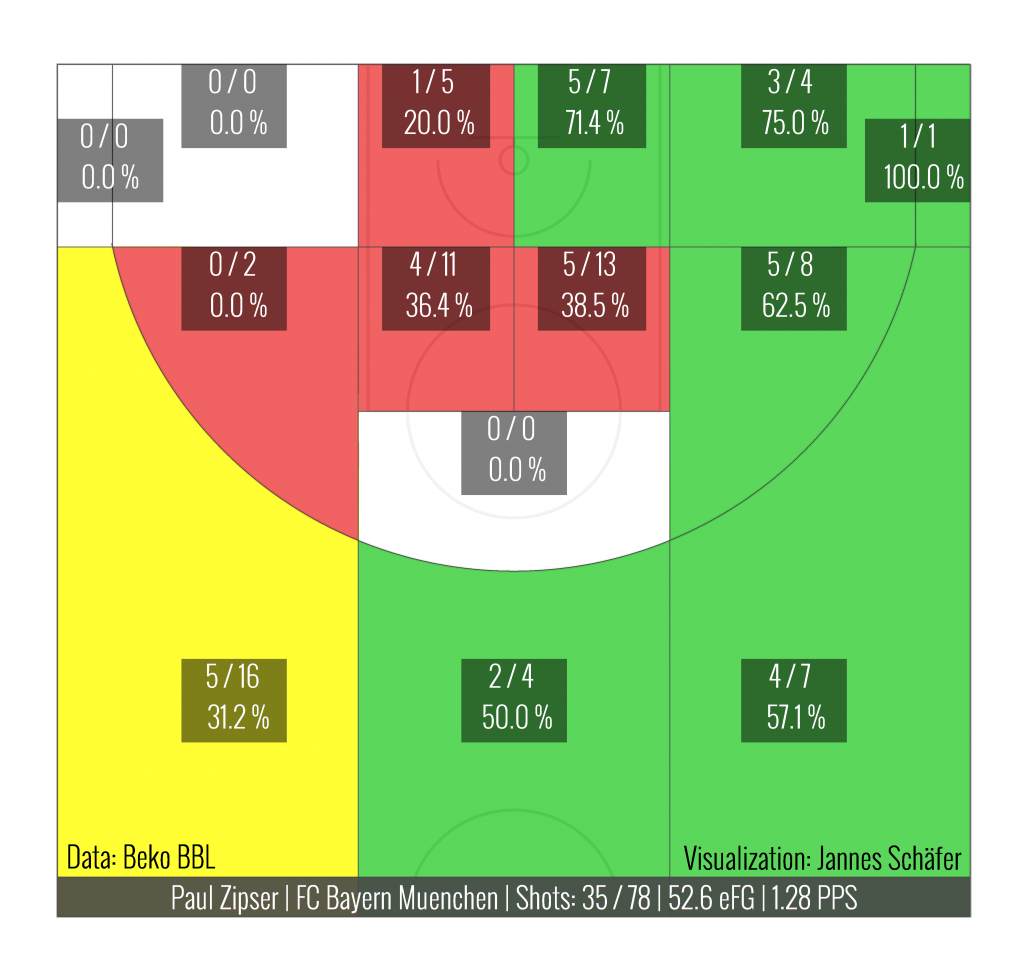 0 / 0
0.0 %
1 / 5
20.0 %
5 / 7
71.4 %
3 / 4
75.0 %
0 / 0
0.0 %
1 / 1
100.0 %
0 / 2
0.0 %
4 / 11
36.4 %
5 / 13
38.5 %
5 / 8
62.5 %
0 / 0
0.0 %
5 / 16
31.2 %
2 / 4
50.0 %
4 / 7
57.1 %
Data: Beko BBL
Visualization: Jannes Schäfer
Paul Zipser | FC Bayern Muenchen | Shots: 35 / 78 | 52.6 eFG | 1.28 PPS